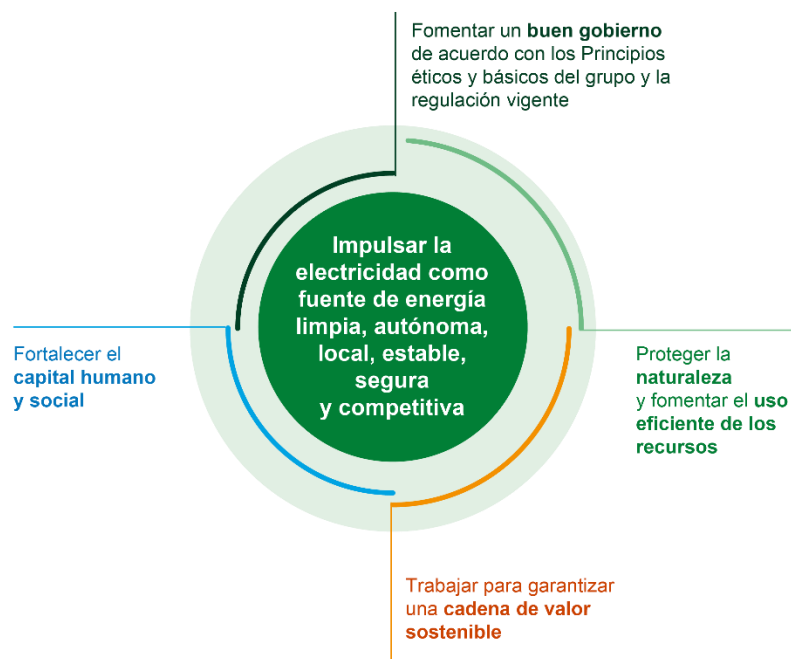 Fomentar un buen gobierno
de acuerdo con los Principios
éticos y básicos del grupo y la
regulación vigente
Impulsar la
electricidad como
fuente de energía
limpia, autónoma,
local, estable,
segura
y competitiva
Fortalecer el
capital humano
y social
Proteger la
naturaleza
y fomentar el uso
eficiente de los
recursos
Trabajar para garantizar
una cadena de valor
sostenible